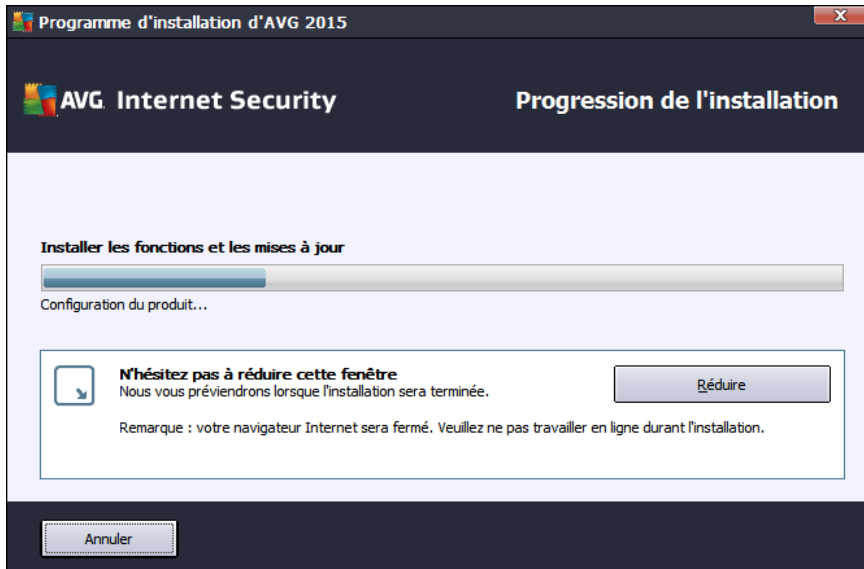 Programme d'installation d'AVG 2015
X
AVG. Internet Security
Progression de l'installation
Installer les fonctions et les mises à jour
Configuration du produit...
N'hésitez pas à réduire cette fenêtre
Nous vous préviendrons lorsque l'installation sera terminée.
Réduire
Remarque : votre navigateur Internet sera fermé. Veuillez ne pas travailler en ligne durant l'installation.
Annuler